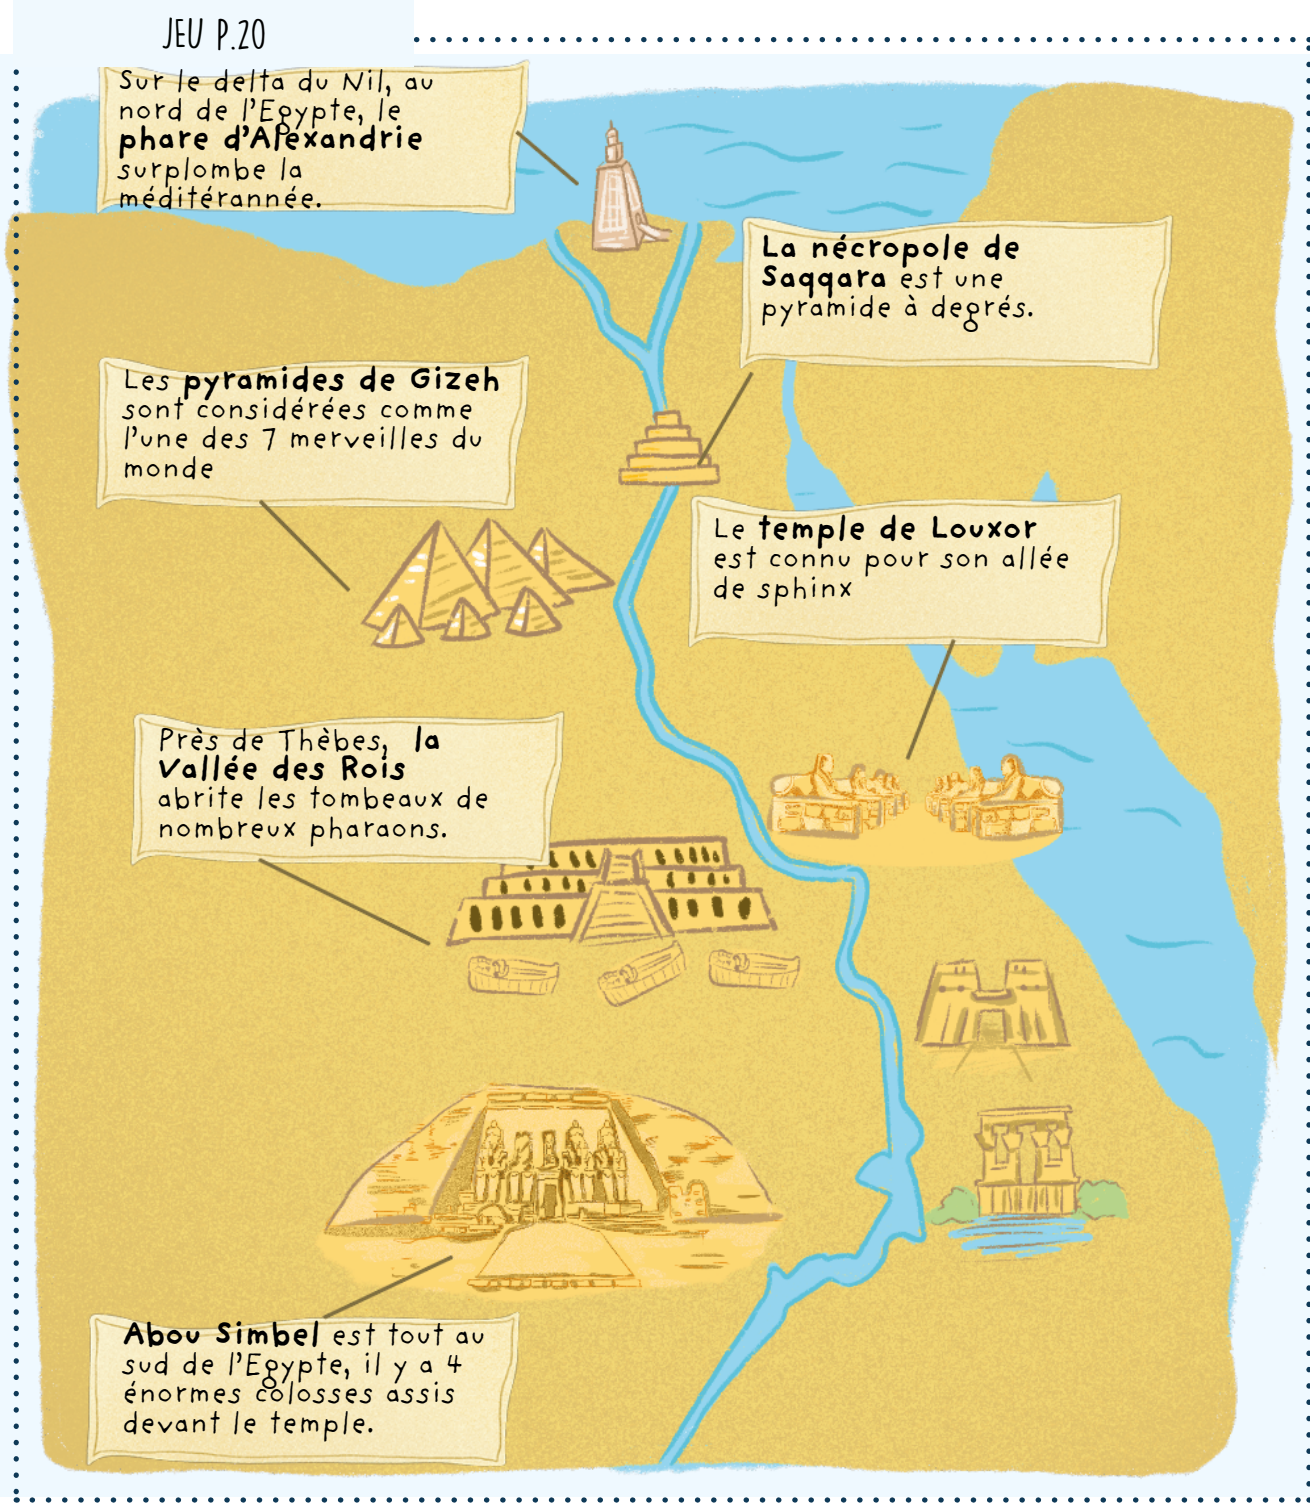 JEU P.20
Sur le delta du Nil, au
nord de l'Egypte, le
phare d'Alexandrie
surplombe la
méditérannée.
La nécropole de
Saqqara est une
pyramide à degrés.
Les pyramides de Gizeh
sont considérées comme
l'une des 7 merveilles du
monde
Le temple de Louxor
est connu pour son allée
de sphinx
Près de Thèbes, la
Vallée des Rois
abrite les tombeaux de
nombreux pharaons.
Abou Simbel est tout au
sud de l'Egypte, il y a 4
énormes colosses assis
devant le temple.